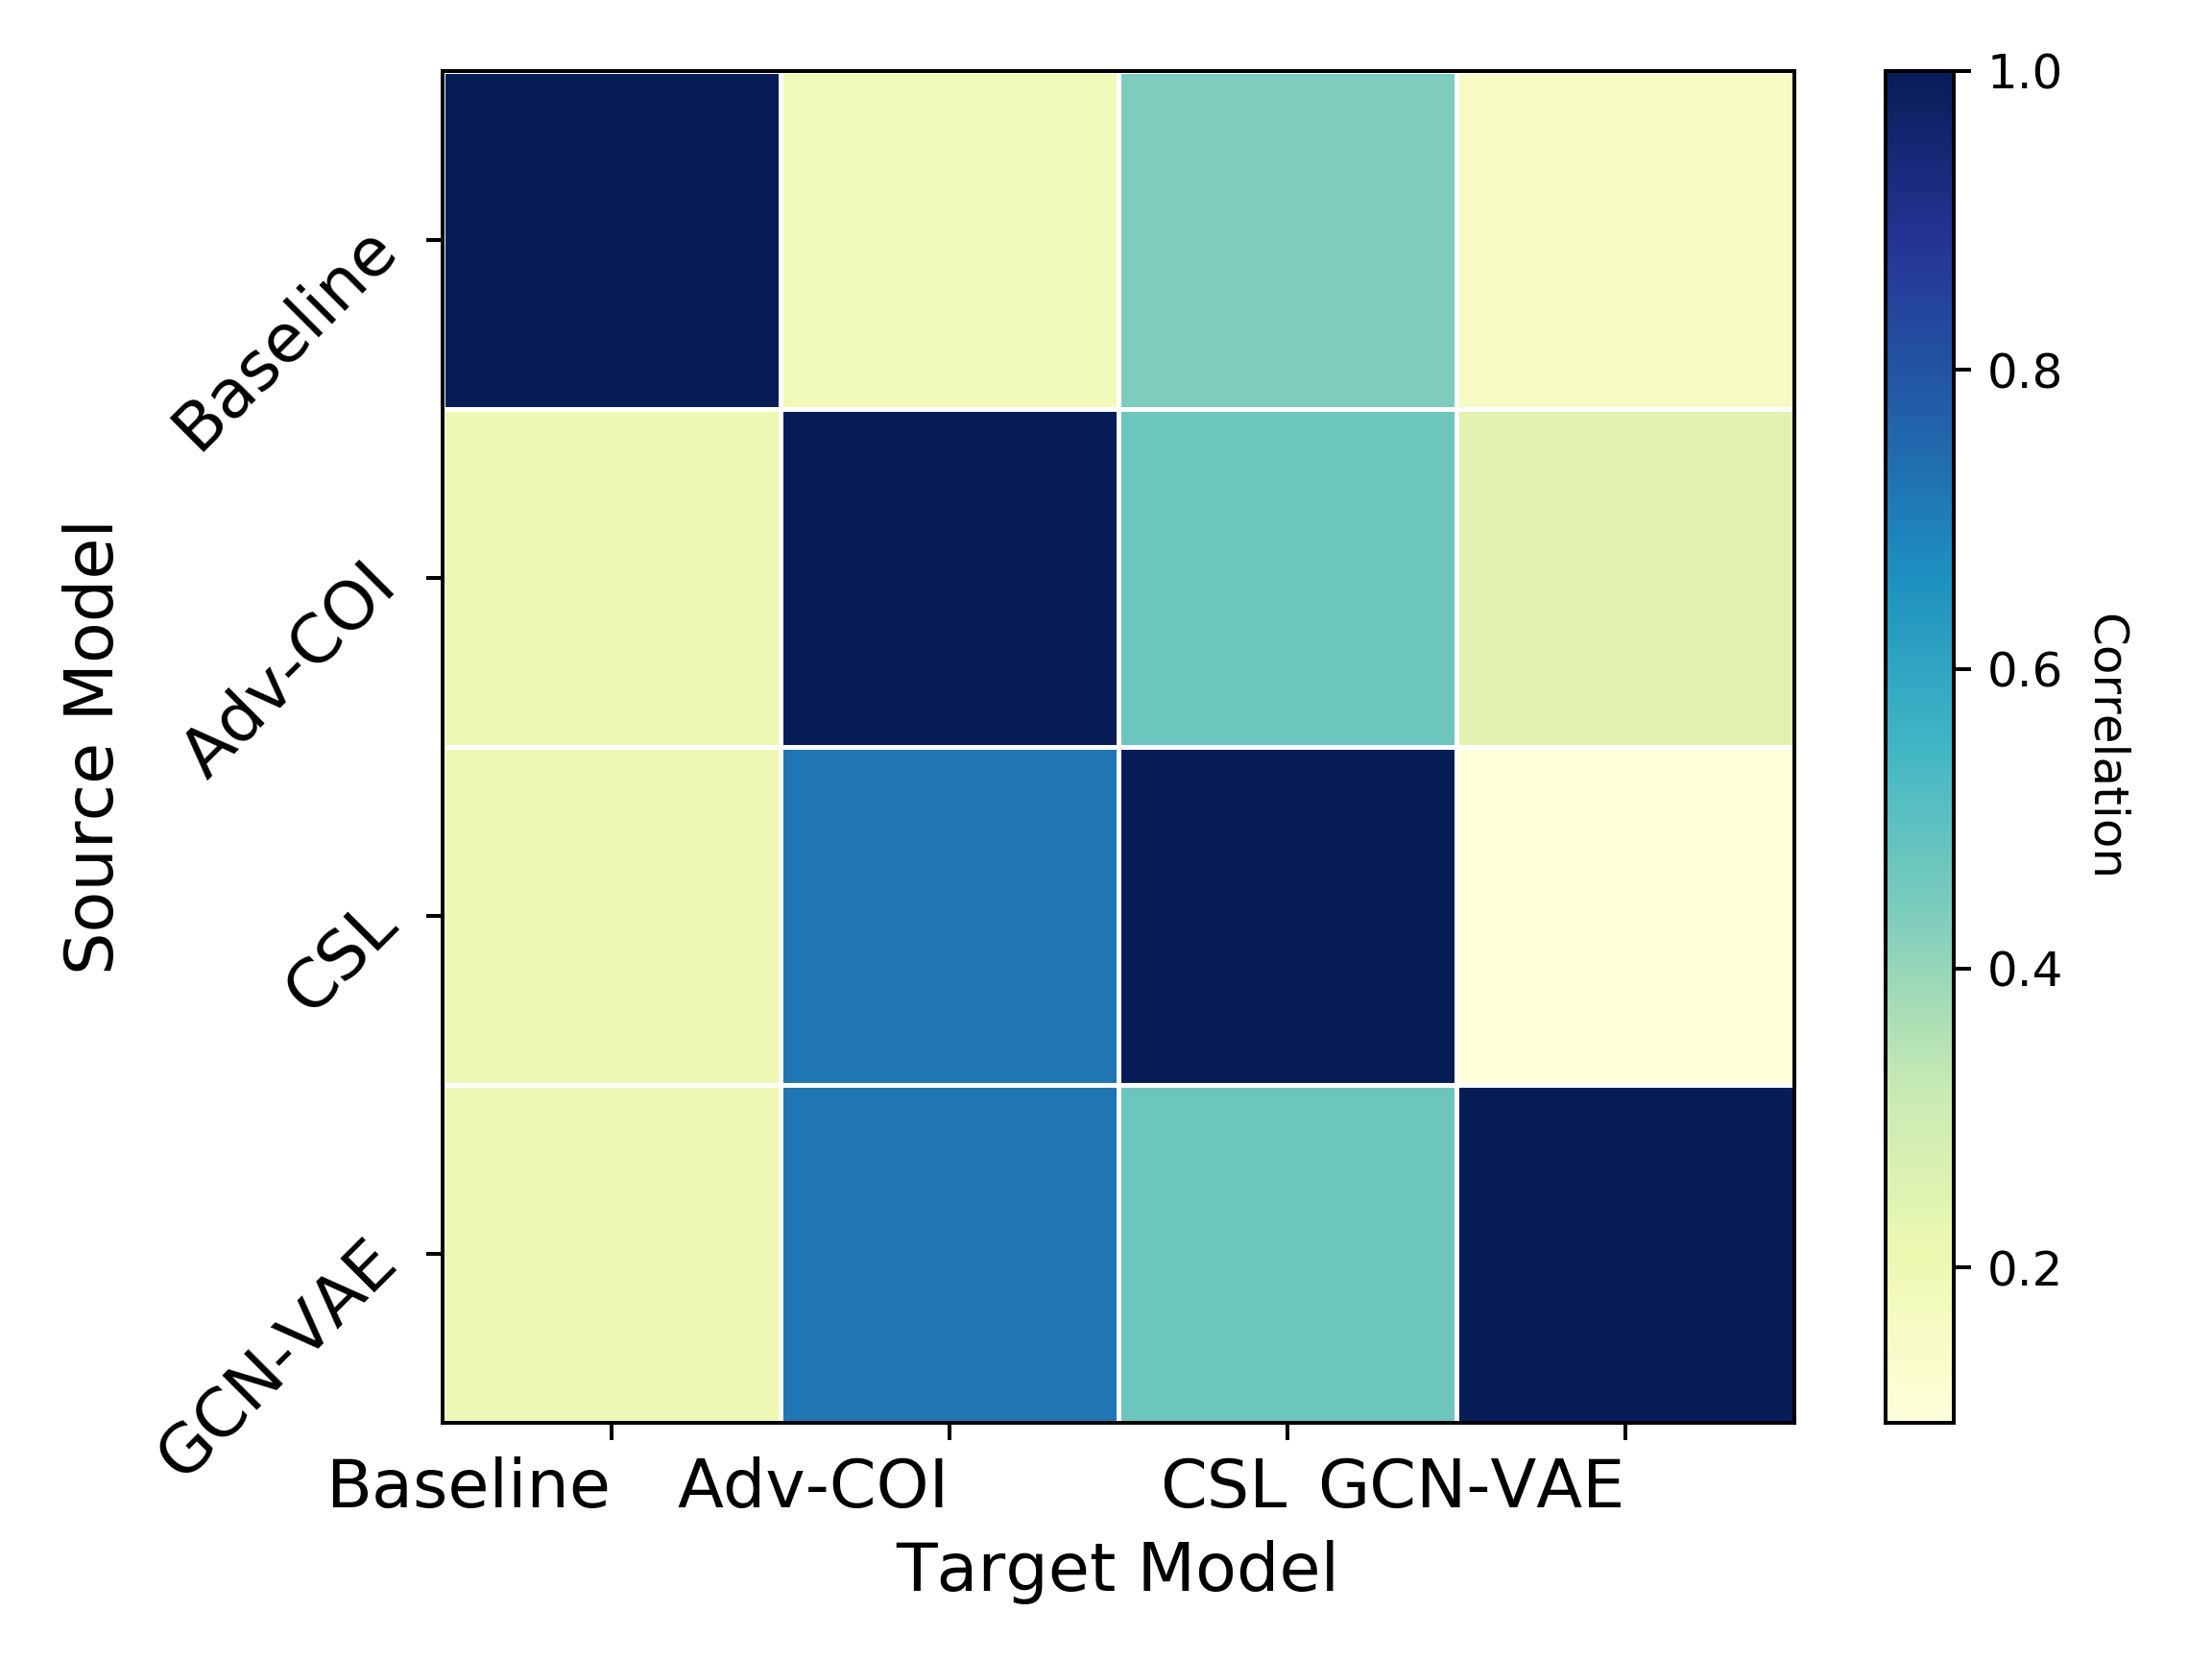 Source Model
Baseline
Adv-COI
CSL
GCN-VAE
Baseline Adv-COI CSL GCN-VAE
Target Model
1.0
0.8
0.6
0.4
0.2
Correlation